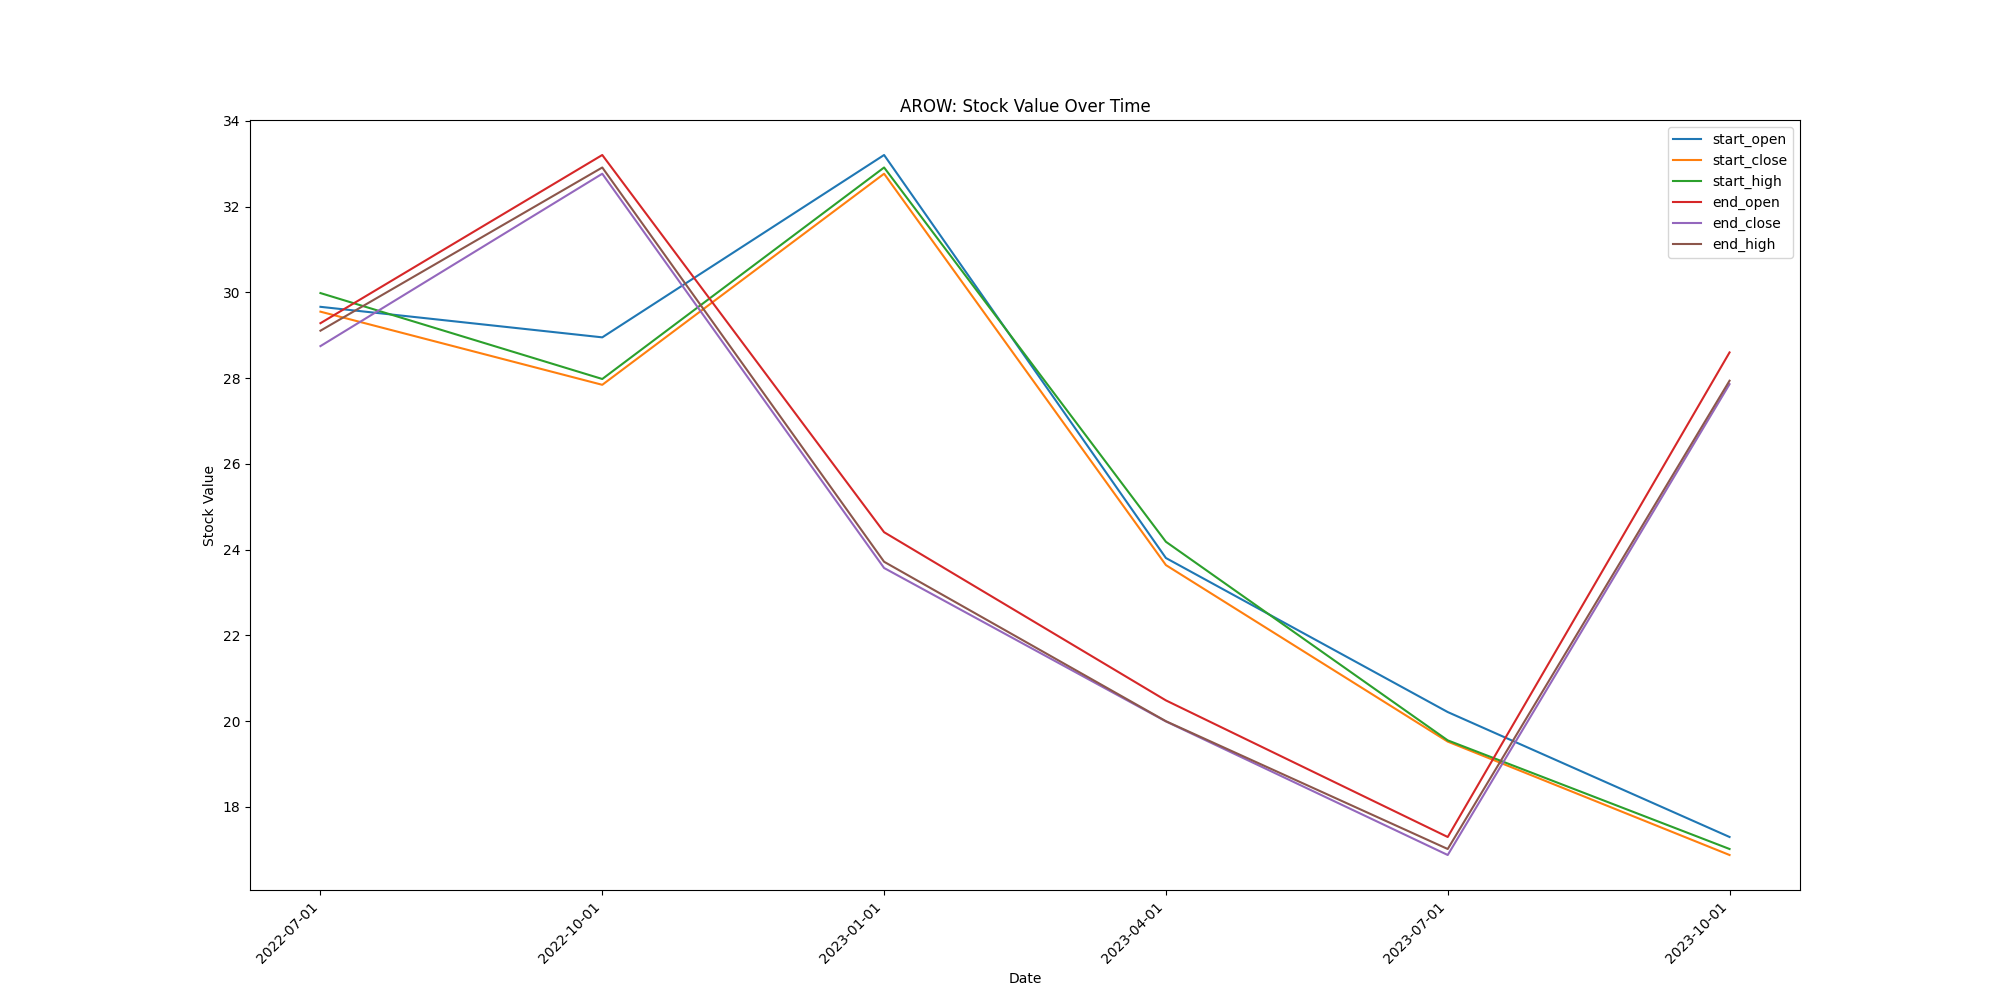 AROW: Stock Value Over Time
34
32
30
28
26
24
22
20
18
Stock Value
start_open
start_close
start_high
end_open
end_close
end_high
2022-07-01
2022-10-01
2023-01-01
2023-04-01
2023-07-01
2023-10-01
Date